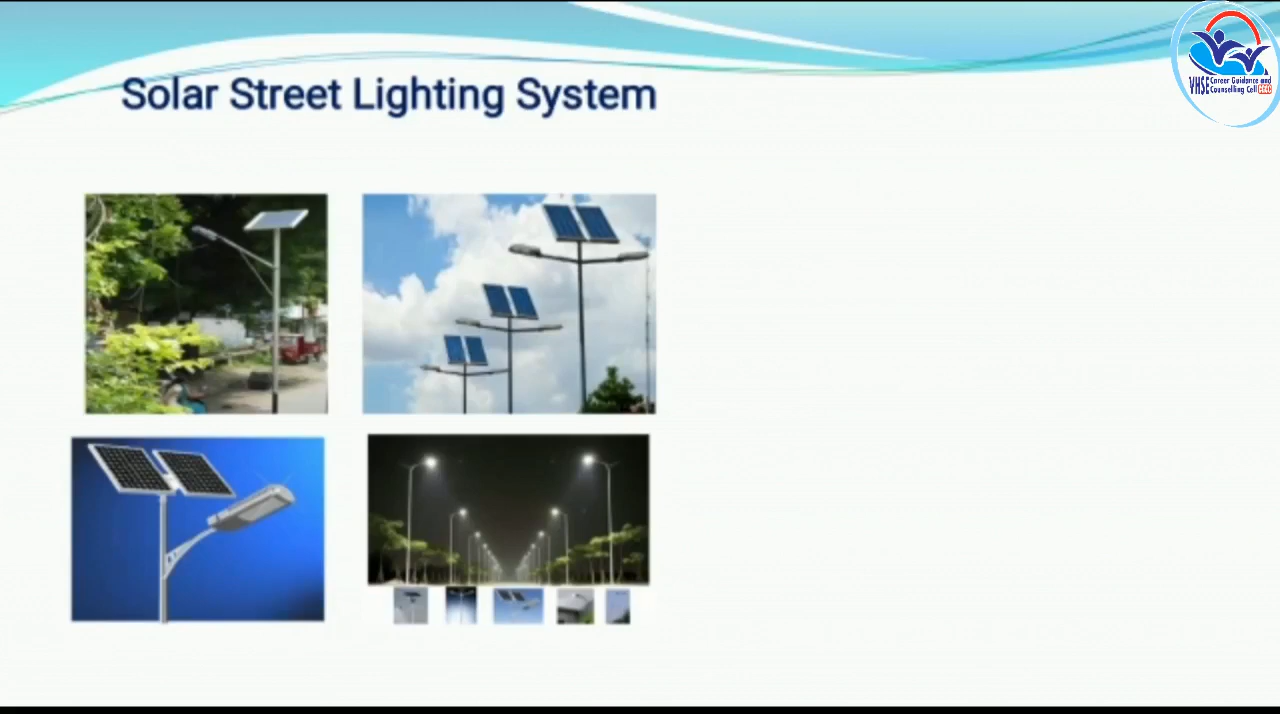 Solar Street Lighting System
VHSE Career Guidance and
Counselling Cell